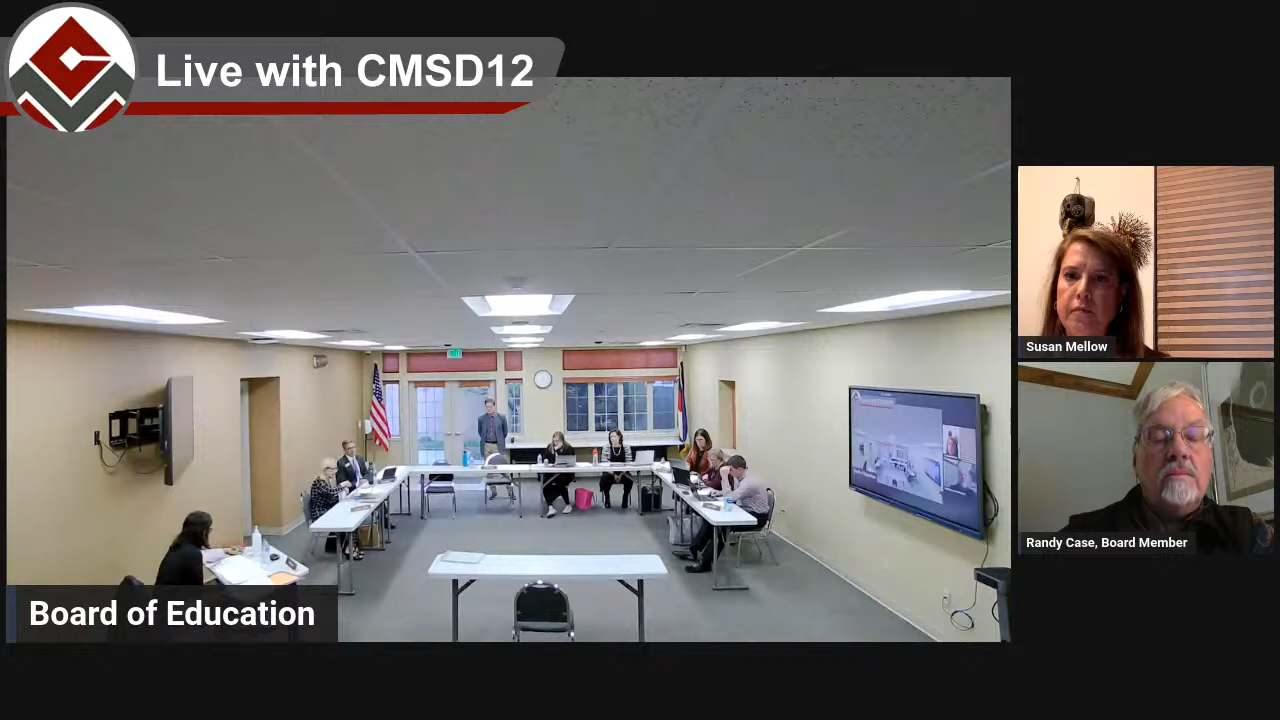 Live with CMSD12
Susan Mellow
Randy Case, Board Member
Board of Education